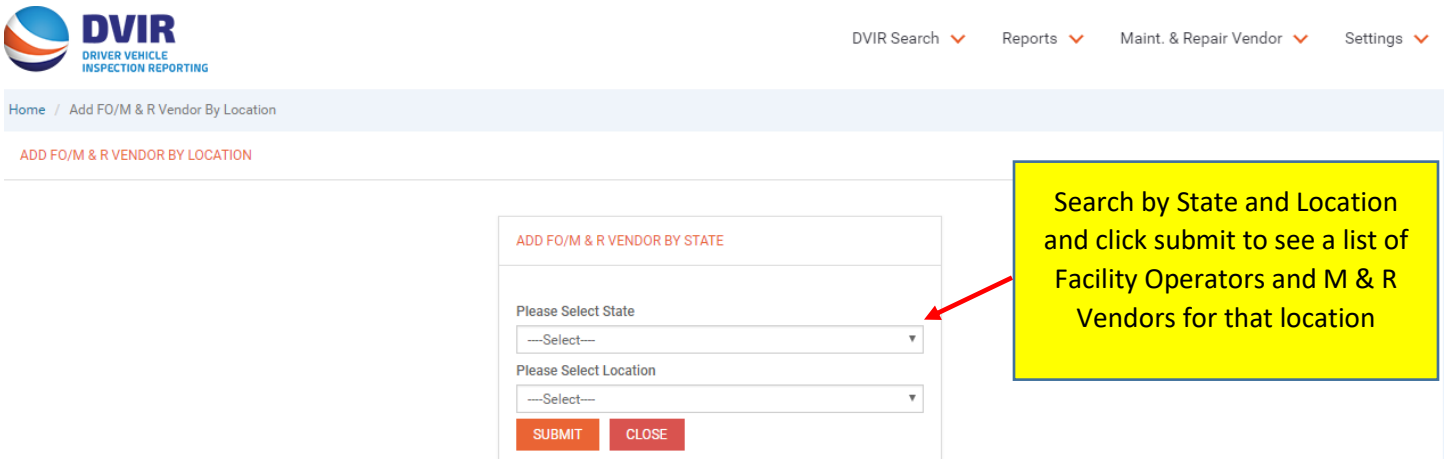 DVIR
DRIVER VEHICLE
INSPECTION REPORTING
DVIR Search Reports Maint. & Repair Vendor Settings
Home / Add FO/M & R Vendor By Location
ADD FO/M & R VENDOR BY LOCATION
Search by State and Location
and click submit to see a list of
Facility Operators and M & R
Vendors for that location
ADD FO/M & R VENDOR BY STATE
Please Select State
----Select----
Please Select Location
----Select----
SUBMIT CLOSE